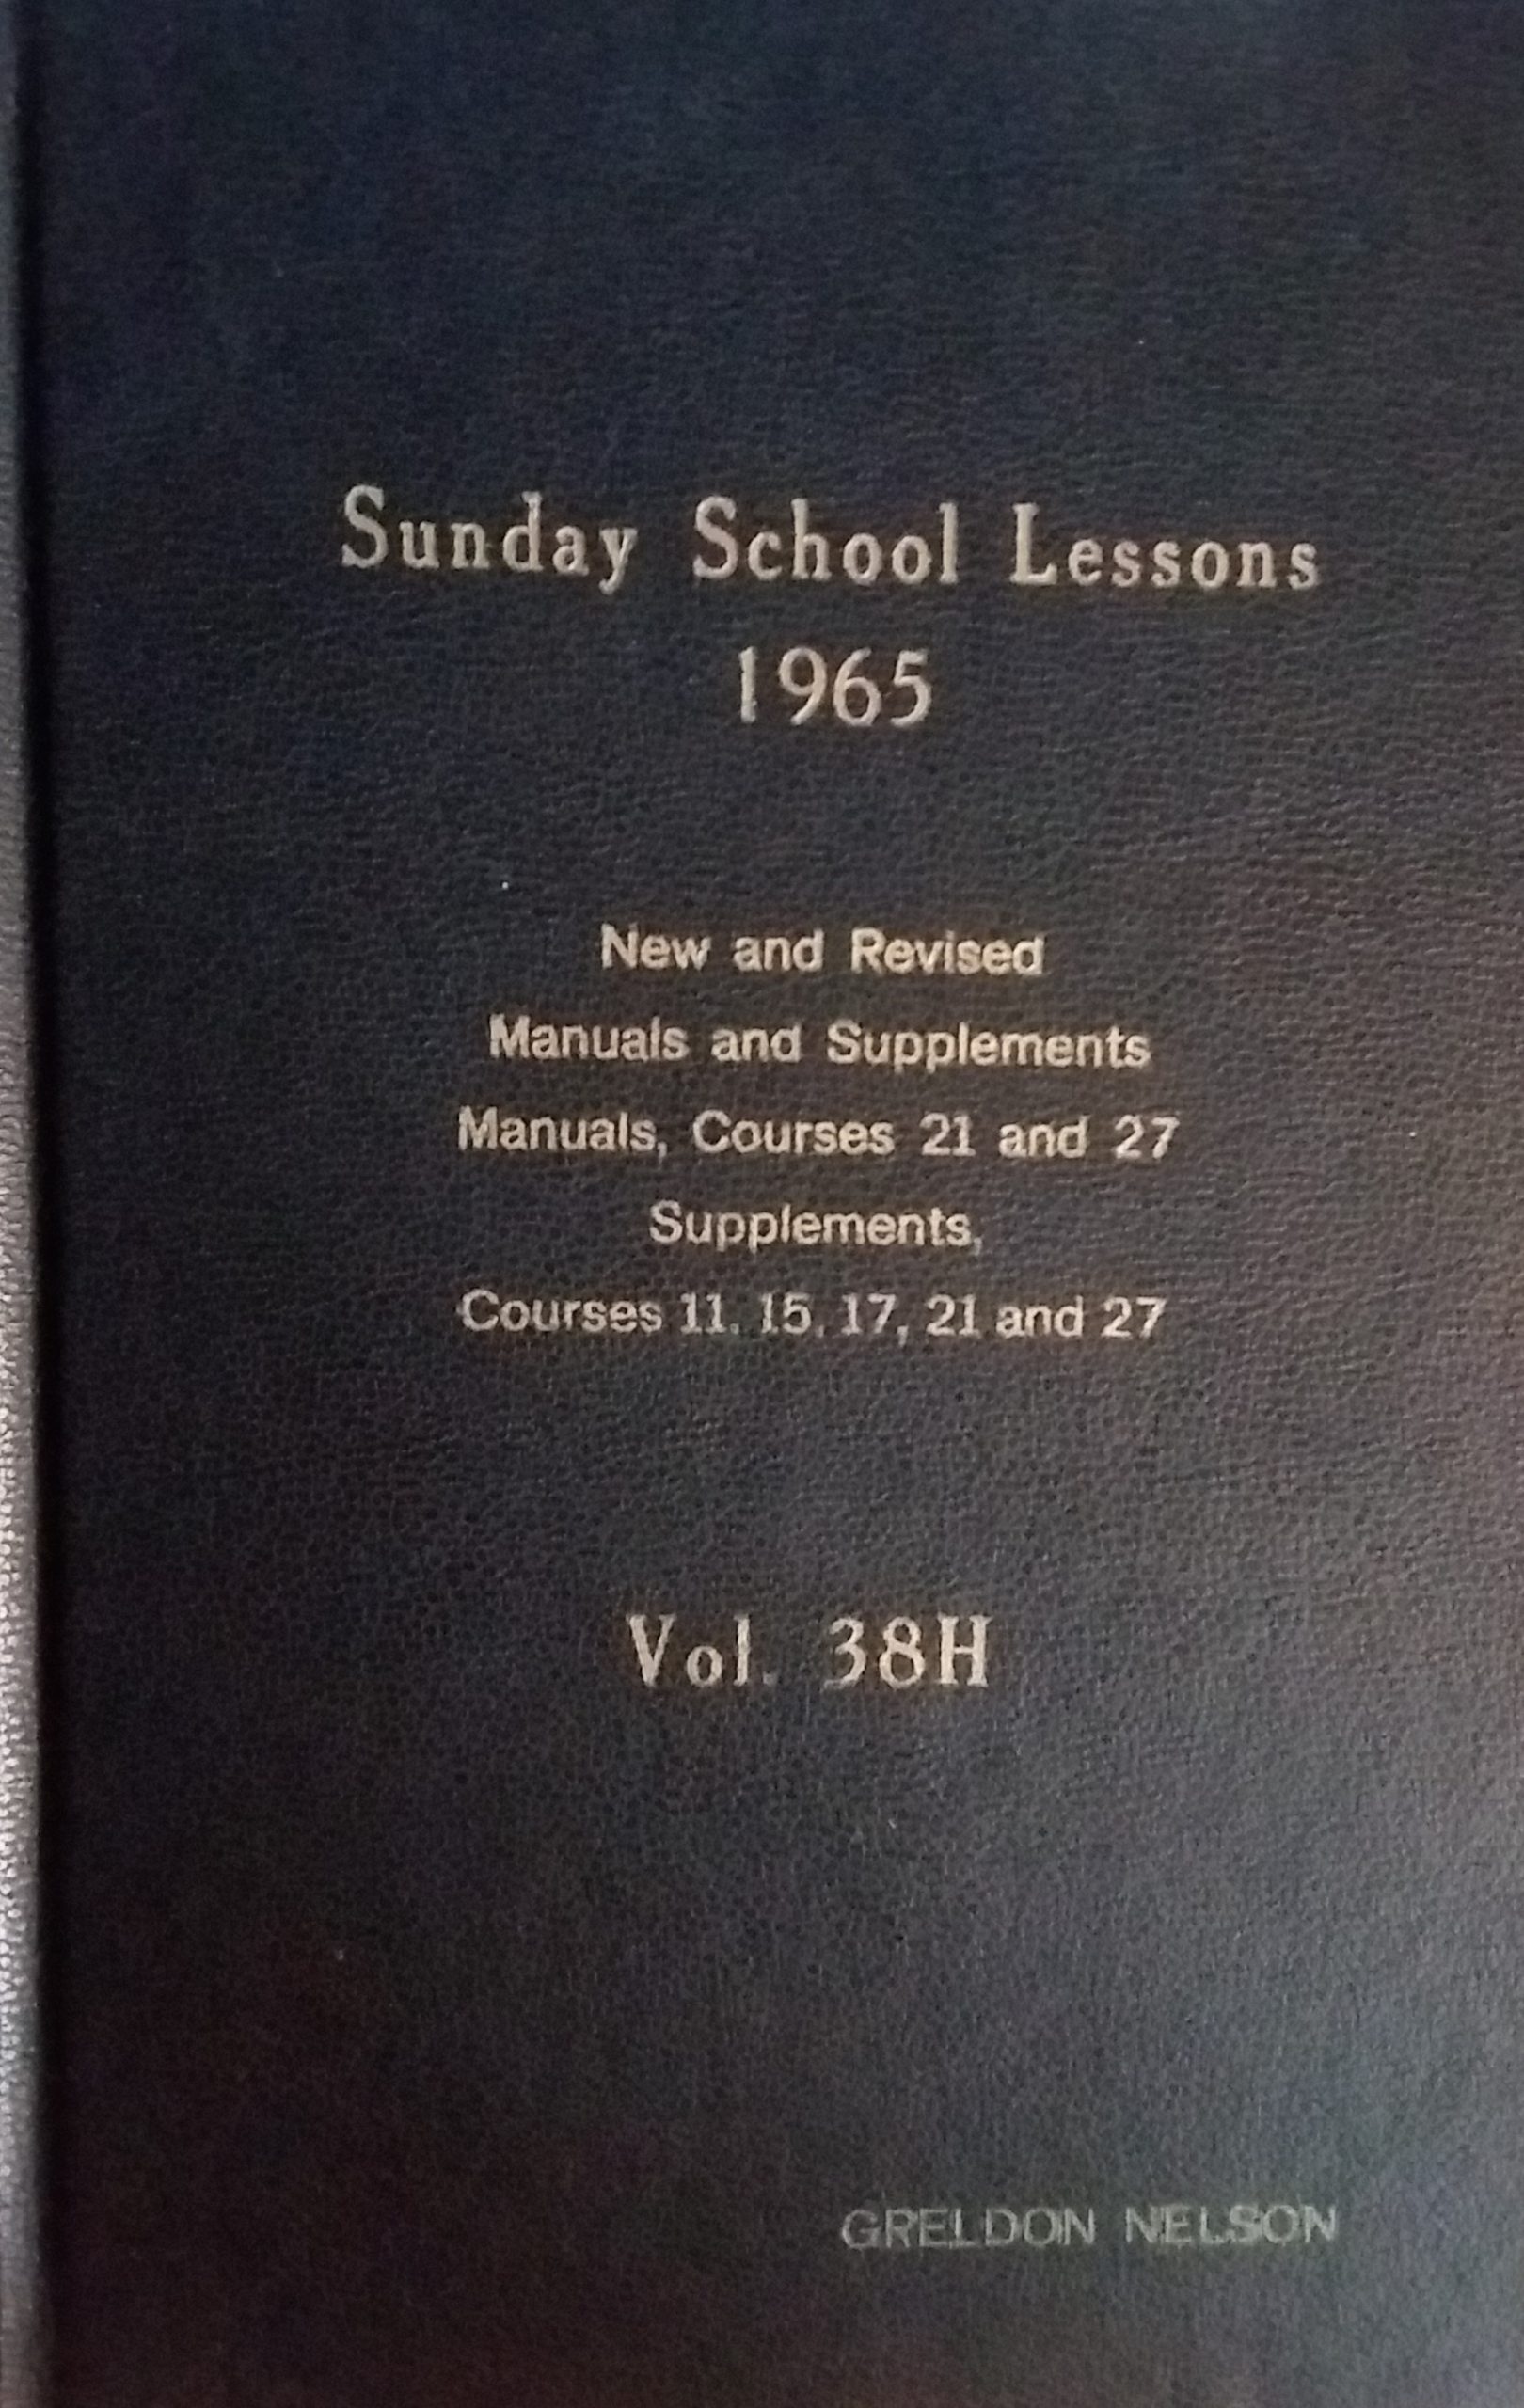 Sunday School Lessons
1965
New and Revised
Manuals and Supplements
Manuals, Courses 21 and 27
Supplements,
Courses 11, 15, 17, 21 and 27
Vol. 38H
GRELDON NELSON